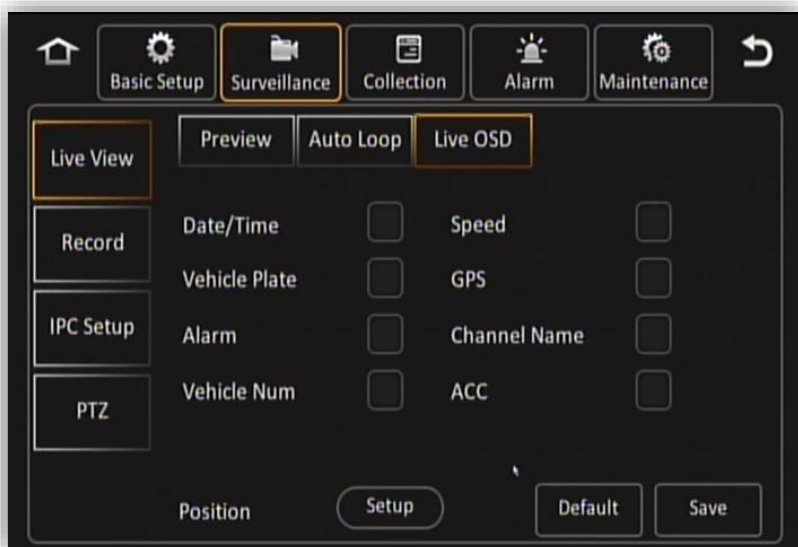 Basic Setup
Surveillance
Collection
Alarm
Maintenance
Live View
Preview
Auto Loop
Live OSD
Record
Date/Time
Speed
Vehicle Plate
GPS
IPC Setup
Alarm
Channel Name
PTZ
Vehicle Num
ACC
Position
Setup
Default
Save